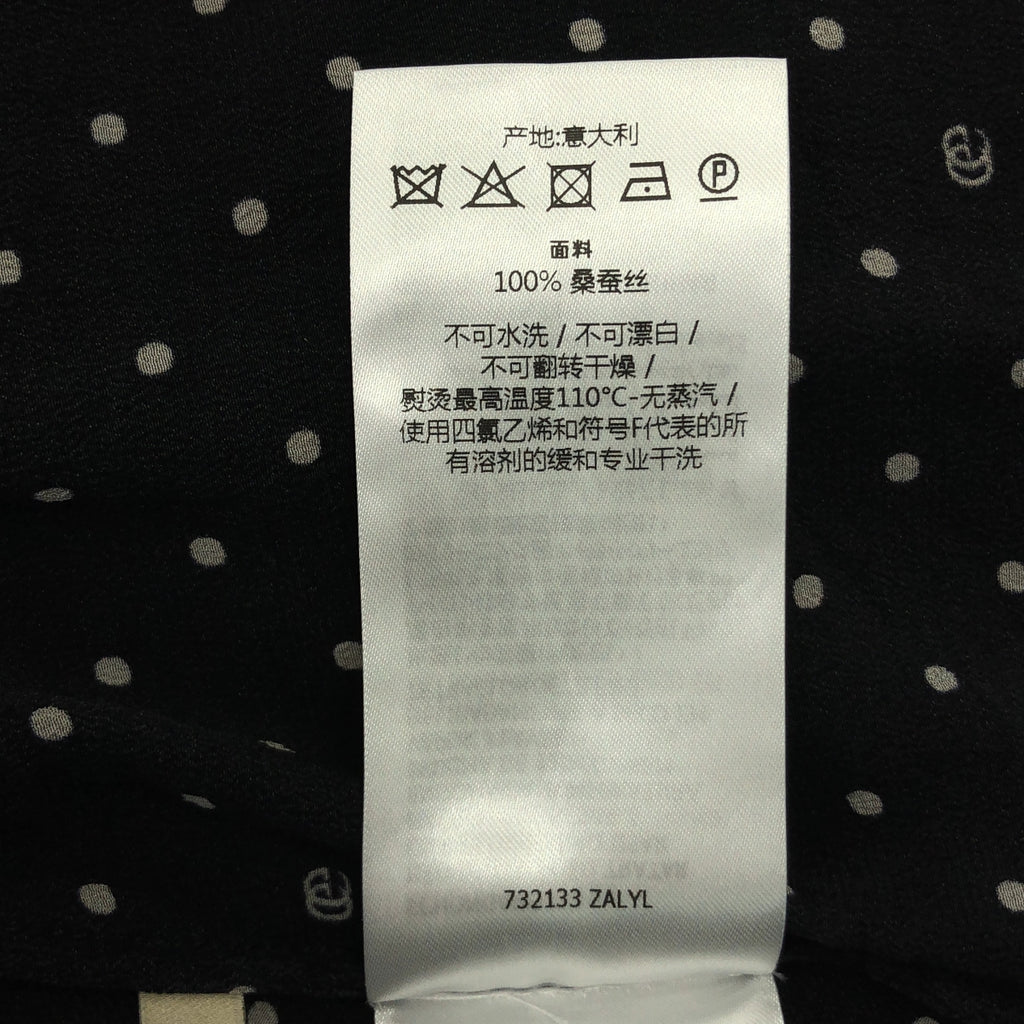 产地:意大利
P
面料
100% 桑蚕丝
不可水洗 / 不可漂白 /
不可翻转干燥 /
熨烫最高温度110°C-无蒸汽 /
使用四氯乙烯和符号F代表的所
有溶剂的缓和专业干洗
732133 ZALYL